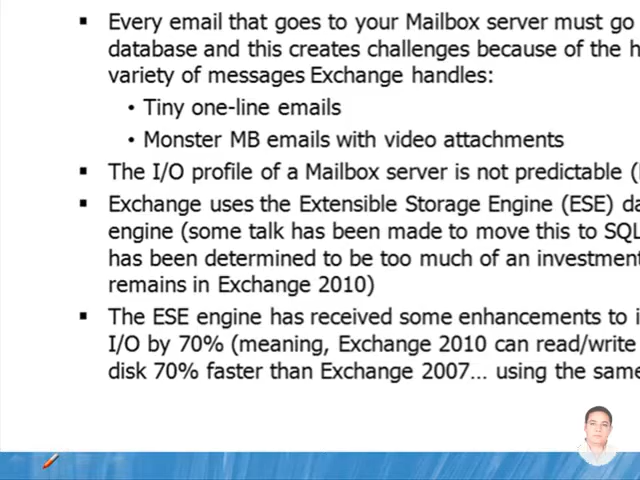 ▪ Every email that goes to your Mailbox server must go
database and this creates challenges because of the h
variety of messages Exchange handles:
• Tiny one-line emails
• Monster MB emails with video attachments
▪ The I/O profile of a Mailbox server is not predictable (
▪ Exchange uses the Extensible Storage Engine (ESE) da
engine (some talk has been made to move this to SQL
has been determined to be too much of an investment
remains in Exchange 2010)
▪ The ESE engine has received some enhancements to i
I/O by 70% (meaning, Exchange 2010 can read/write
disk 70% faster than Exchange 2007... using the same